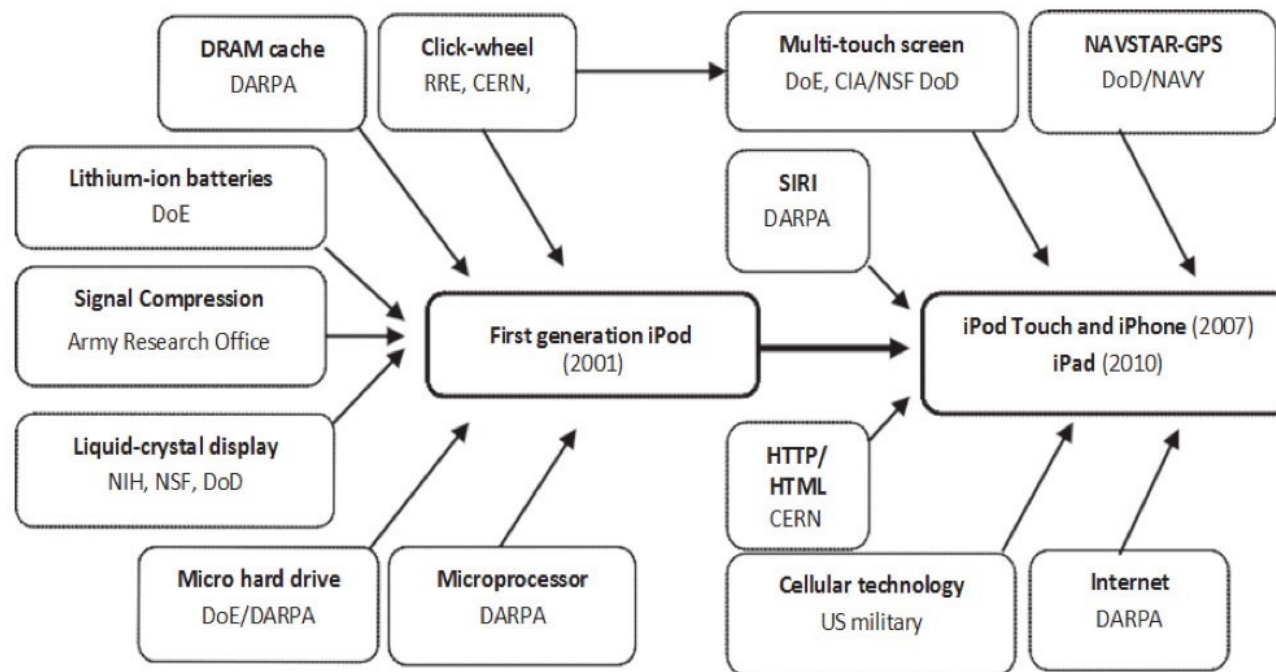 DRAM cache
DARPA
Click-wheel
RRE, CERN,
Multi-touch screen
DoE, CIA/NSF DoD
NAVSTAR-GPS
DoD/NAVY
Lithium-ion batteries
DoE
SIRI
DARPA
Signal Compression
Army Research Office
First generation iPod
(2001)
iPod Touch and iPhone (2007)
iPad (2010)
Liquid-crystal display
NIH, NSF, DoD
HTTP/
HTML
CERN
Micro hard drive
DoE/DARPA
Microprocessor
DARPA
Cellular technology
US military
Internet
DARPA